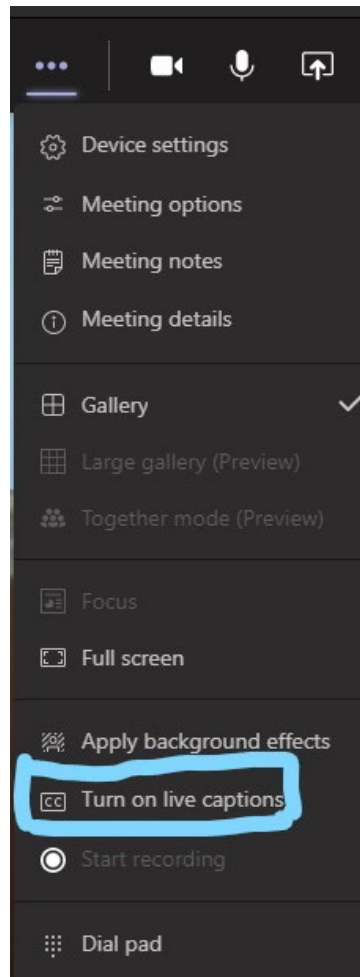 Device settings
Meeting options
Meeting notes
Meeting details
Gallery
Large gallery (Preview)
Together mode (Preview)
Focus
Full screen
Apply background effects
CC Turn on live captions
Start recording
Dial pad